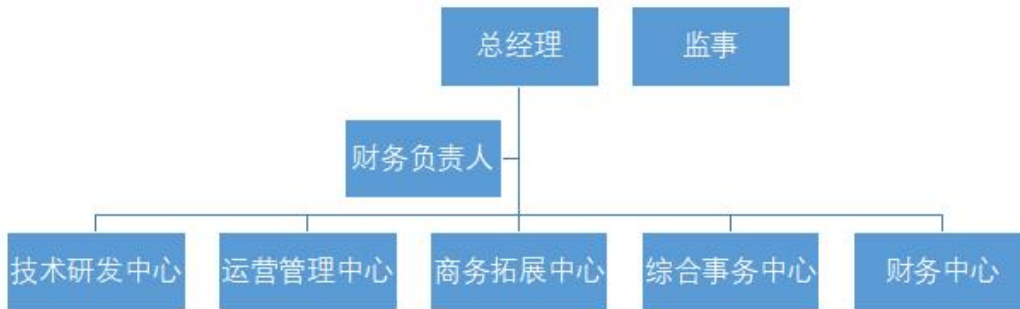 总经理
监事
财务负责人
技术研发中心
运营管理中心
商务拓展中心
综合事务中心
财务中心